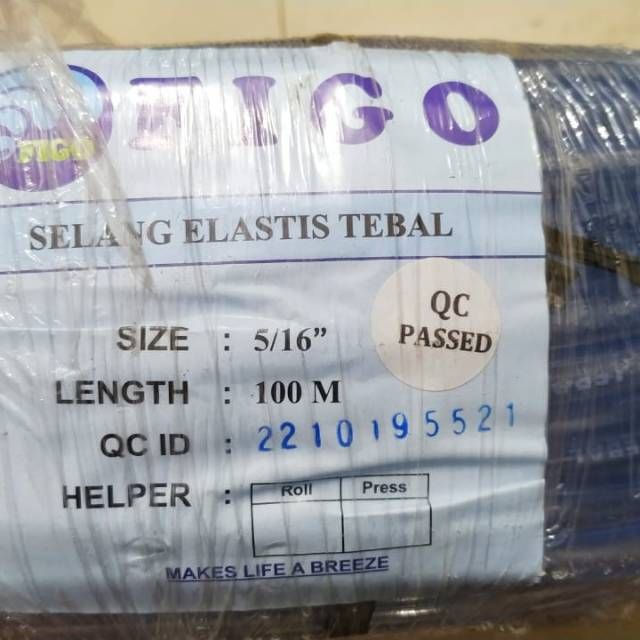 FIGO
FIGO
SELANG ELASTIS TEBAL
QC
PASSED
SIZE : 5/16”
LENGTH : 100 M
QC ID : 2210195521
HELPER : Roll Press
MAKES LIFE A BREEZE